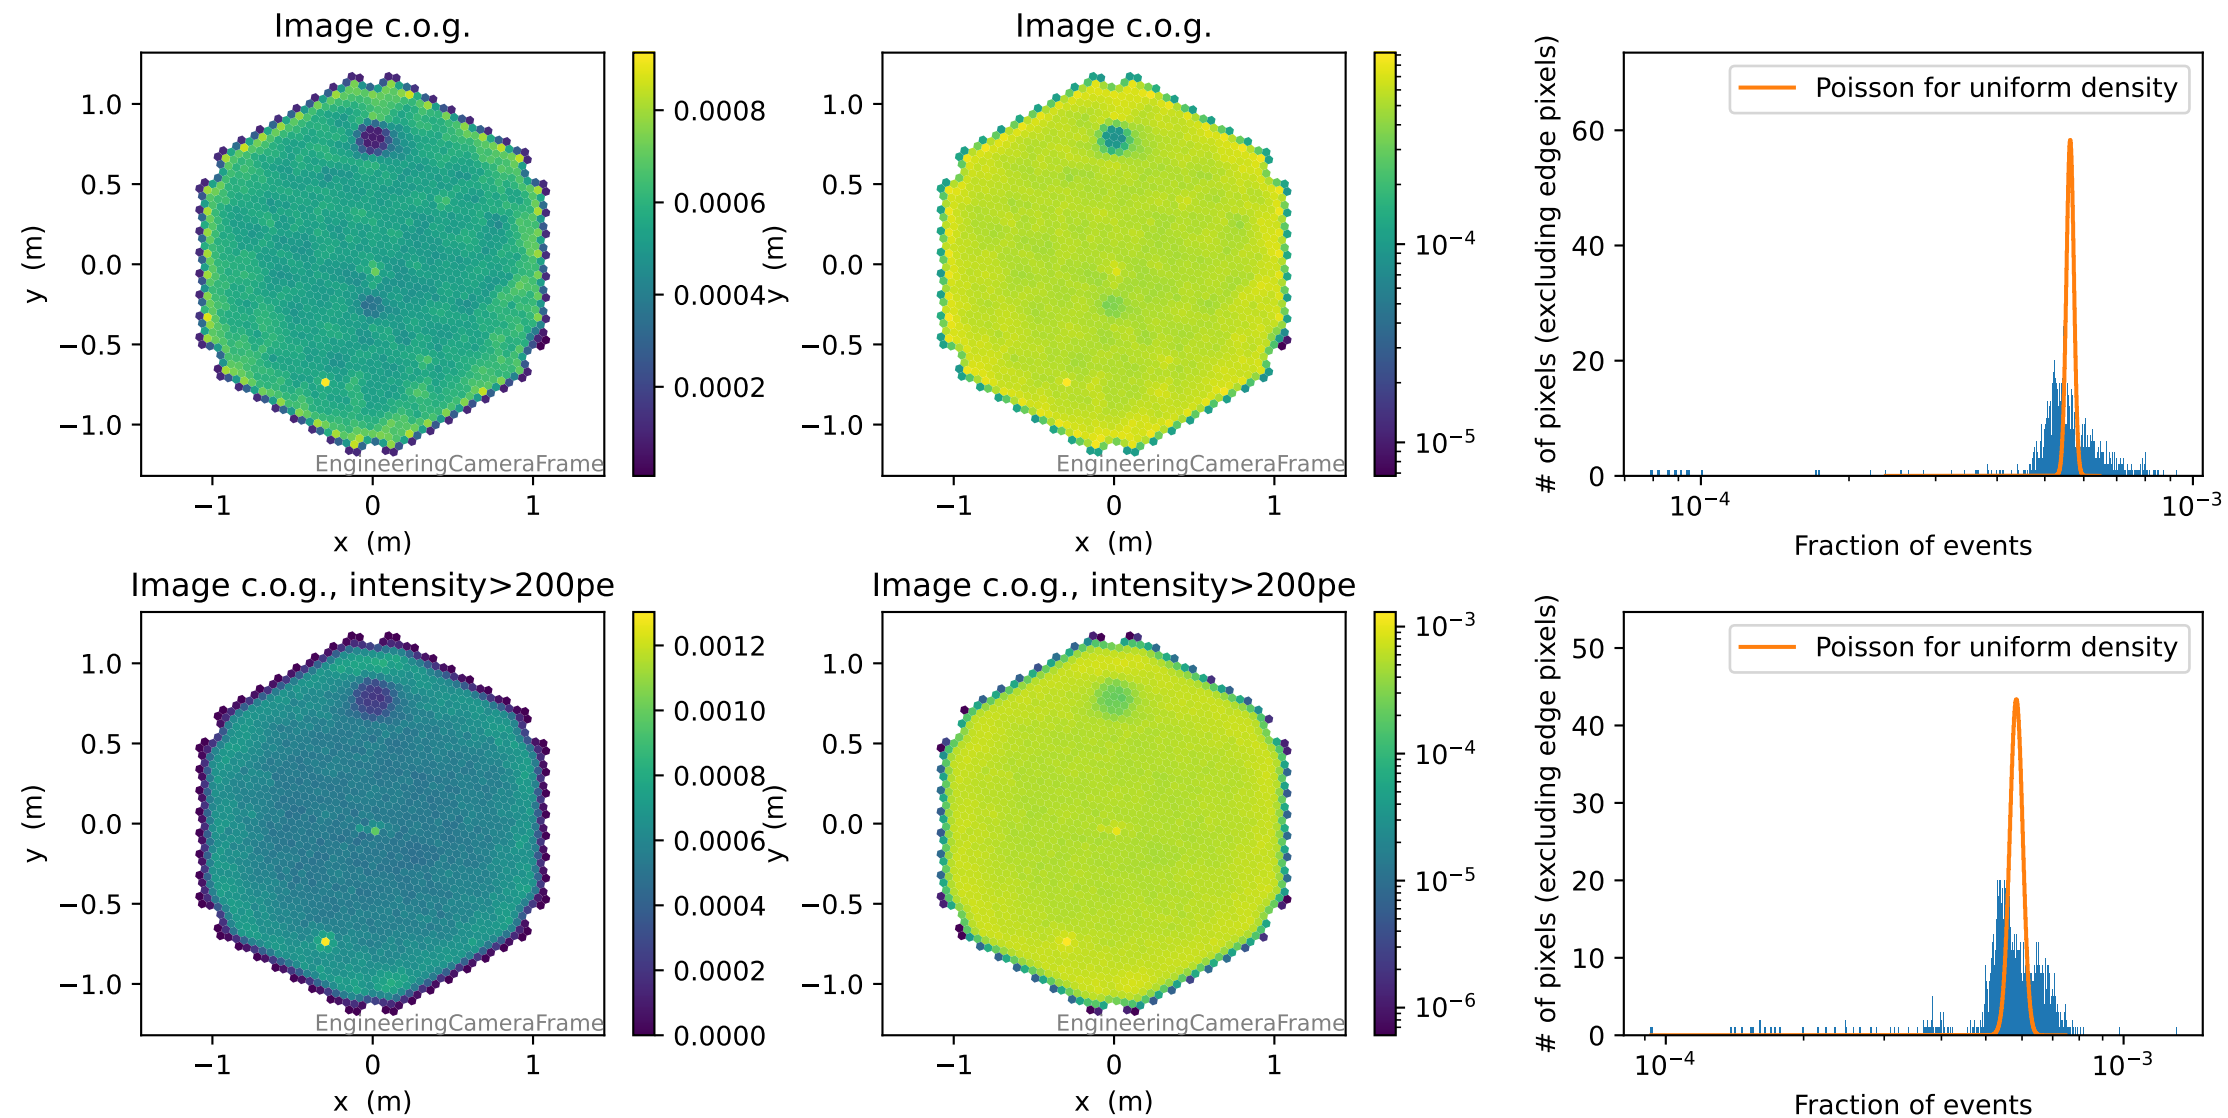 Image c.o.g.
1.0
0.5
0.0
−0.5
−1.0
y (m)
−1
0
1
x (m)
EngineeringCameraFrame
0.0008
0.0006
0.0004
0.0002
Image c.o.g.
1.0
0.5
0.0
−0.5
−1.0
y (m)
−1
0
1
x (m)
EngineeringCameraFrame
10⁻⁴
10⁻⁵
# of pixels (excluding edge pixels)
60
40
20
0
Poisson for uniform density
10⁻⁴
10⁻³
Fraction of events
Image c.o.g., intensity>200pe
1.0
0.5
0.0
−0.5
−1.0
y (m)
−1
0
1
x (m)
EngineeringCameraFrame
0.0012
0.0010
0.0008
0.0006
0.0004
0.0002
0.0000
Image c.o.g., intensity>200pe
1.0
0.5
0.0
−0.5
−1.0
y (m)
−1
0
1
x (m)
EngineeringCameraFrame
10⁻³
10⁻⁴
10⁻⁵
10⁻⁶
# of pixels (excluding edge pixels)
50
40
30
20
10
0
Poisson for uniform density
10⁻⁴
10⁻³
Fraction of events